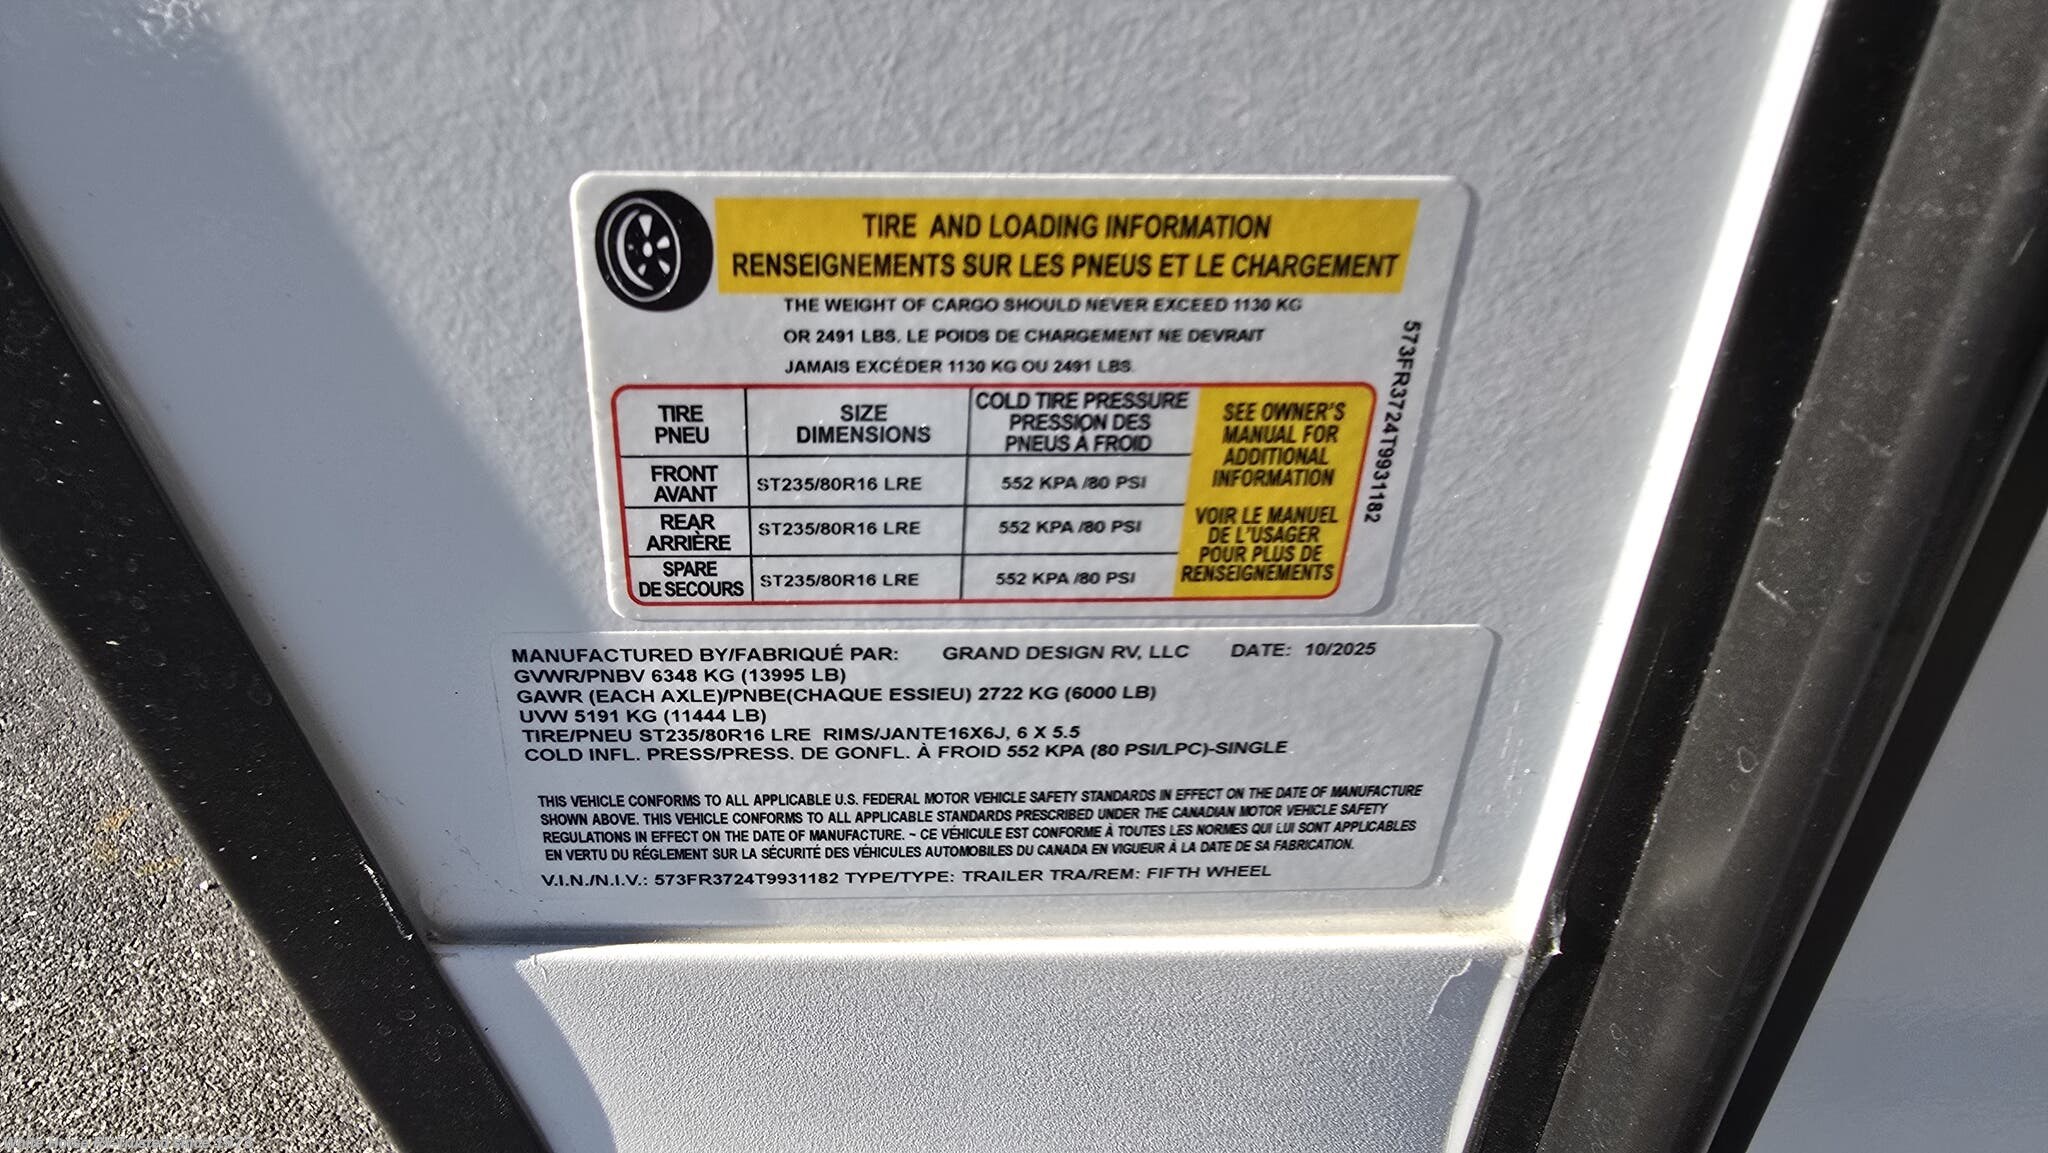 TIRE AND LOADING INFORMATION
RENSEIGNEMENTS SUR LES PNEUS ET LE CHARGEMENT
THE WEIGHT OF CARGO SHOULD NEVER EXCEED 1130 KG
OR 2491 LBS. LE POIDS DE CHARGEMENT NE DEVRAIT
JAMAIS EXCÉDER 1130 KG OU 2491 LBS.
TIRE
PNEU
SIZE
DIMENSIONS
COLD TIRE PRESSURE
PRESSION DES
PNEUS À FROID
FRONT
AVANT
ST235/80R16 LRE
552 KPA /80 PSI
REAR
ARRIÈRE
ST235/80R16 LRE
552 KPA /80 PSI
SPARE
DE SECOURS
ST235/80R16 LRE
552 KPA /80 PSI
SEE OWNER'S
MANUAL FOR
ADDITIONAL
INFORMATION
VOIR LE MANUEL
DE L'USAGER
POUR PLUS DE
RENSEIGNEMENTS
573FR3724T9931182
MANUFACTURED BY/FABRIQUÉ PAR: GRAND DESIGN RV, LLC DATE: 10/2025
GVWR/PNBV 6348 KG (13995 LB)
GAWR (EACH AXLE)/PNBE(CHAQUE ESSIEU) 2722 KG (6000 LB)
UVW 5191 KG (11444 LB)
TIRE/PNEU ST235/80R16 LRE RIMS/JANTE16X6J, 6 X 5.5
COLD INFL. PRESS/PRESS. DE GONFL. À FROID 552 KPA (80 PSI/LPC)-SINGLE
THIS VEHICLE CONFORMS TO ALL APPLICABLE U.S. FEDERAL MOTOR VEHICLE SAFETY STANDARDS IN EFFECT ON THE DATE OF MANUFACTURE
SHOWN ABOVE. THIS VEHICLE CONFORMS TO ALL APPLICABLE STANDARDS PRESCRIBED UNDER THE CANADIAN MOTOR VEHICLE SAFETY
REGULATIONS IN EFFECT ON THE DATE OF MANUFACTURE. ~ CE VÉHICULE EST CONFORME À TOUTES LES NORMES QUI LUI SONT APPLICABLES
EN VERTU DU RÉGLEMENT SUR LA SÉCURITÉ DES VÉHICULES AUTOMOBILES DU CANADA EN VIGUEUR À LA DATE DE SA FABRICATION.
V.I.N./N.I.V.: 573FR3724T9931182 TYPE/TYPE: TRAILER TRA/REM: FIFTH WHEEL